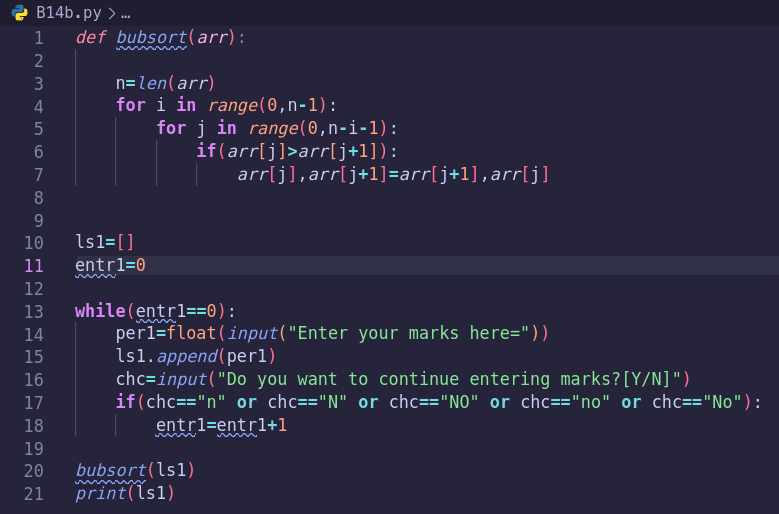 B14b.py > …
1 def bubsort(arr):
2
3     n=len(arr)
4     for i in range(0,n-1):
5         for j in range(0,n-i-1):
6             if(arr[j]>arr[j+1]):
7                 arr[j],arr[j+1]=arr[j+1],arr[j]
8
9
10 ls1=[]
11 entr1=0
12
13 while(entr1==0):
14     per1=float(input("Enter your marks here="))
15     ls1.append(per1)
16     chc=input("Do you want to continue entering marks?[Y/N]")
17     if(chc=="n" or chc=="N" or chc=="NO" or chc=="no" or chc=="No"):
18         entr1=entr1+1
19
20 bubsort(ls1)
21 print(ls1)